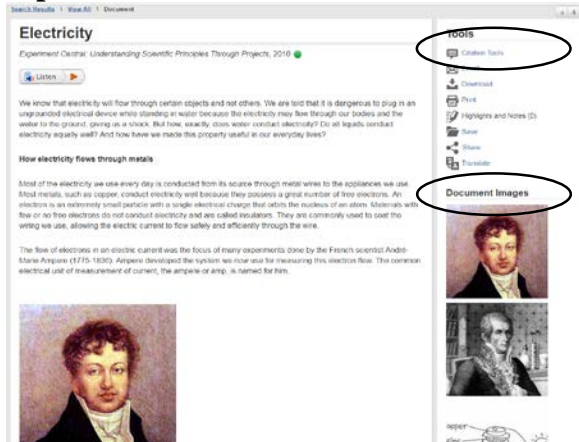 Search Results | View All | Document
Electricity
Experiment Central: Understanding Scientific Principles Through Projects, 2010
Listen
We know that electricity will flow through certain objects and not others. We are told that it is dangerous to plug in an
ungrounded electrical device while standing in water because the electricity may flow through our bodies and the
water to the ground, giving us a shock. But how, exactly, does water conduct electricity? Do all liquids conduct
electricity equally well? And how have we made this property useful in our everyday lives?
How electricity flows through metals
Most of the electricity we use every day is conducted from its source through metal wires to the appliances we use.
Most metals, such as copper, conduct electricity well because they possess a great number of free electrons. An
electron is an extremely small particle with a single electrical charge that orbits the nucleus of an atom. Materials with
few or no free electrons do not conduct electricity and are called insulators. They are commonly used to coat the
wiring we use, allowing the electric current to flow safely and efficiently through the wire.
The flow of electrons in an electric current was the focus of many experiments done by the French scientist André-
Marie Ampere (1775-1836). Ampere developed the system we now use for measuring this electron flow. The common
electrical unit of measurement of current, the ampere or amp, is named for him.
Tools
Citation Tools
Download
Print
Highlights and Notes (0)
Save
Share
Translate
Document Images